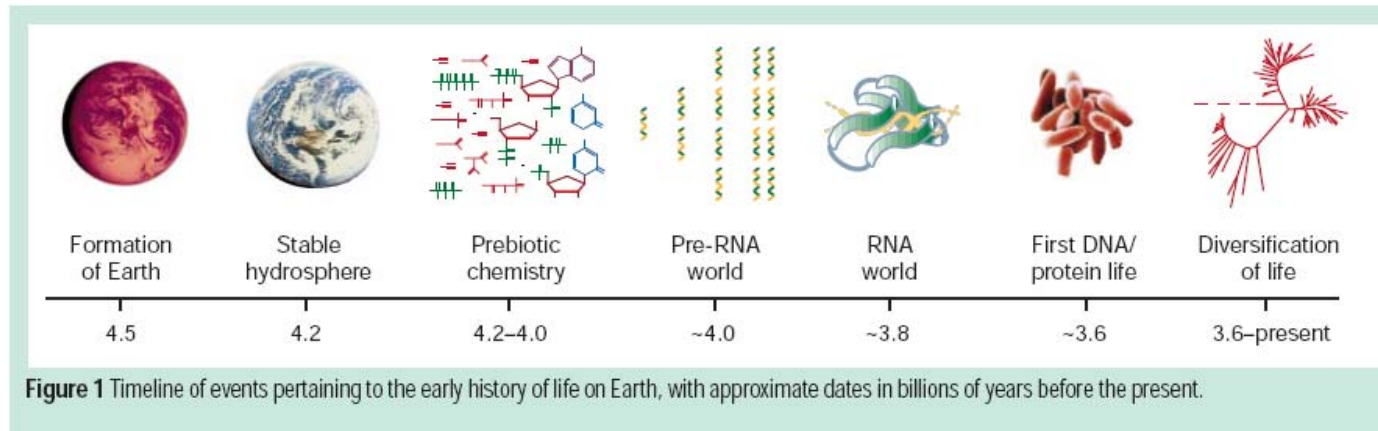 Formation
of Earth
Stable
hydrosphere
Prebiotic
chemistry
Pre-RNA
world
RNA
world
First DNA/
protein life
Diversification
of life
4.5
4.2
4.2–4.0
~4.0
~3.8
~3.6
3.6–present
Figure 1 Timeline of events pertaining to the early history of life on Earth, with approximate dates in billions of years before the present.